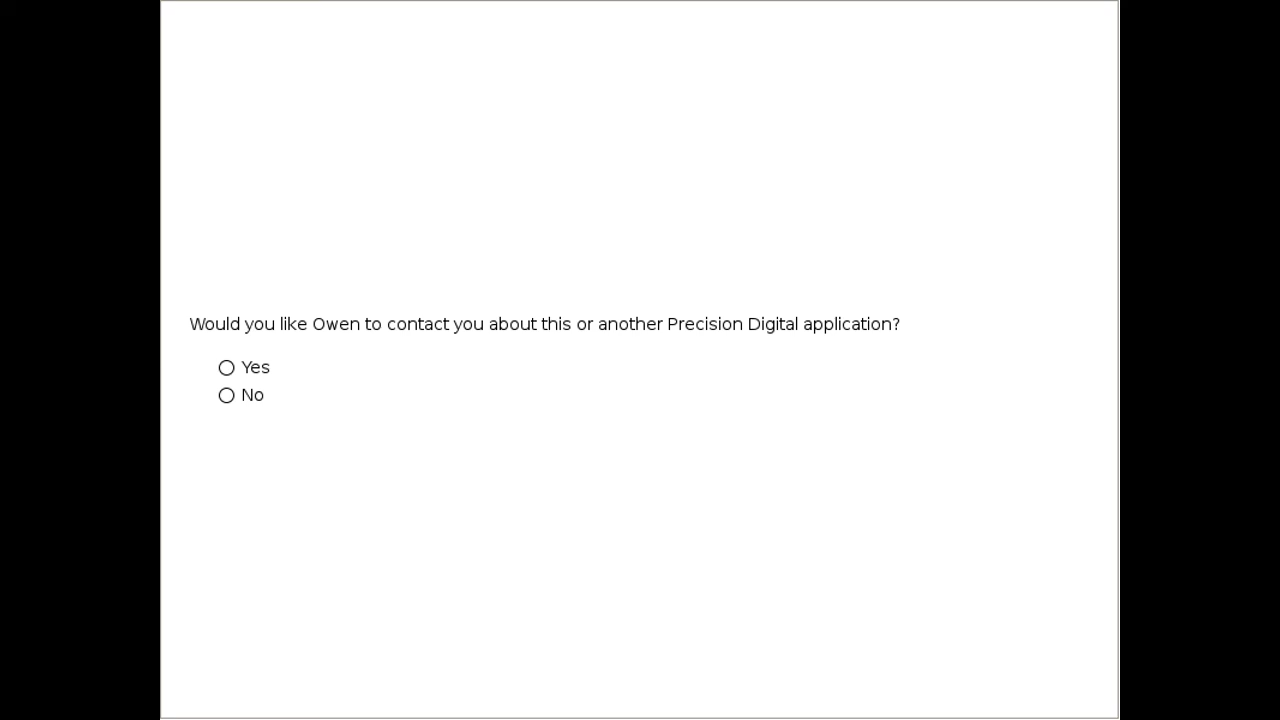 Would you like Owen to contact you about this or another Precision Digital application?
Yes
No